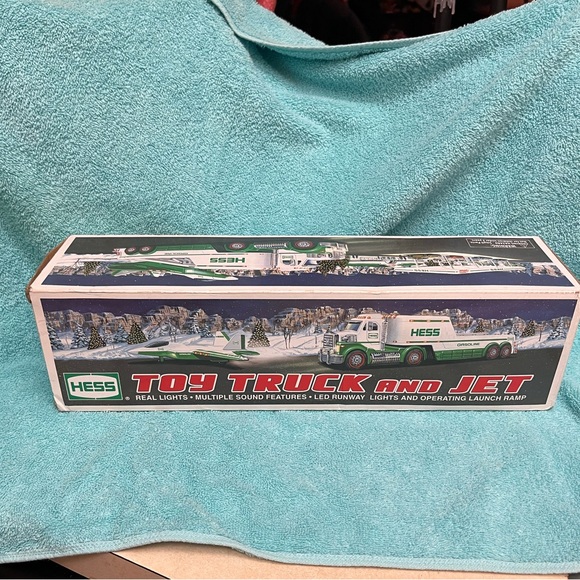 HESS
HESS
GASOLINE
HESS
®
TOY TRUCK AND JET
REAL LIGHTS • MULTIPLE SOUND FEATURES • LED RUNWAY LIGHTS AND OPERATING LAUNCH RAMP